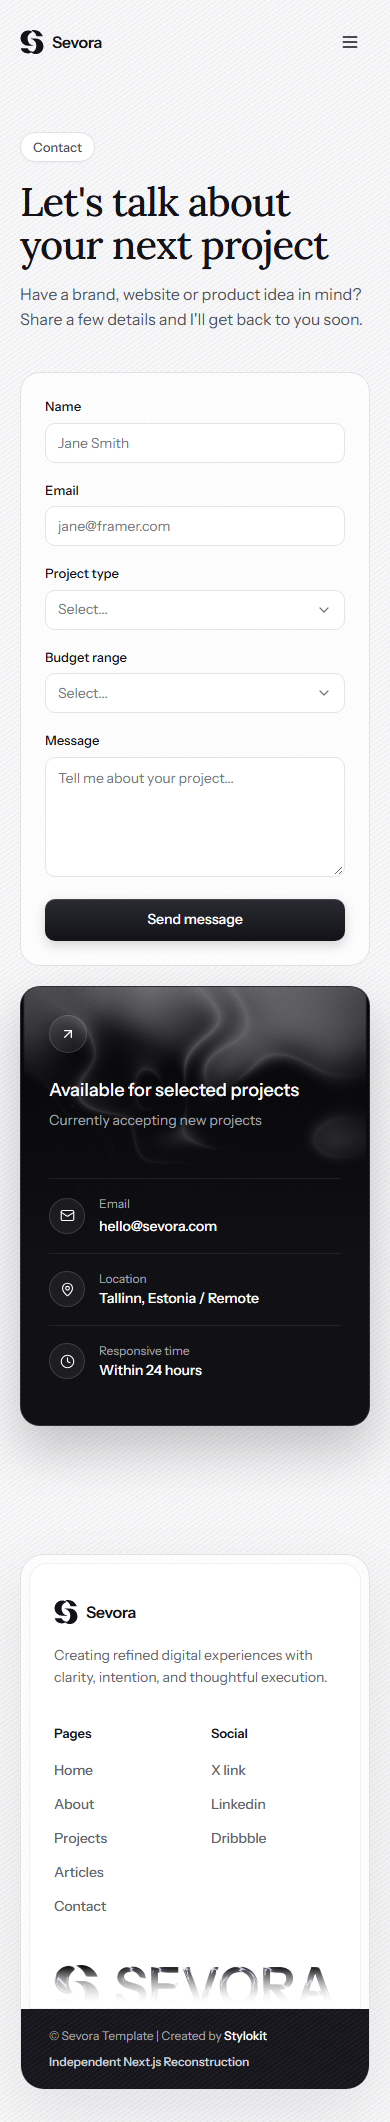 Sevora
Contact
Let's talk about
your next project
Have a brand, website or product idea in mind?
Share a few details and I'll get back to you soon.
Name
Jane Smith
Email
jane@framer.com
Project type
Select...
Budget range
Select...
Message
Tell me about your project...
Send message
Available for selected projects
Currently accepting new projects
Email
hello@sevora.com
Location
Tallinn, Estonia / Remote
Responsive time
Within 24 hours
Sevora
Creating refined digital experiences with
clarity, intention, and thoughtful execution.
Pages
Social
Home
X link
About
Linkedin
Projects
Dribbble
Articles
Contact
SEVORA
© Sevora Template | Created by Stylokit
Independent Next.js Reconstruction